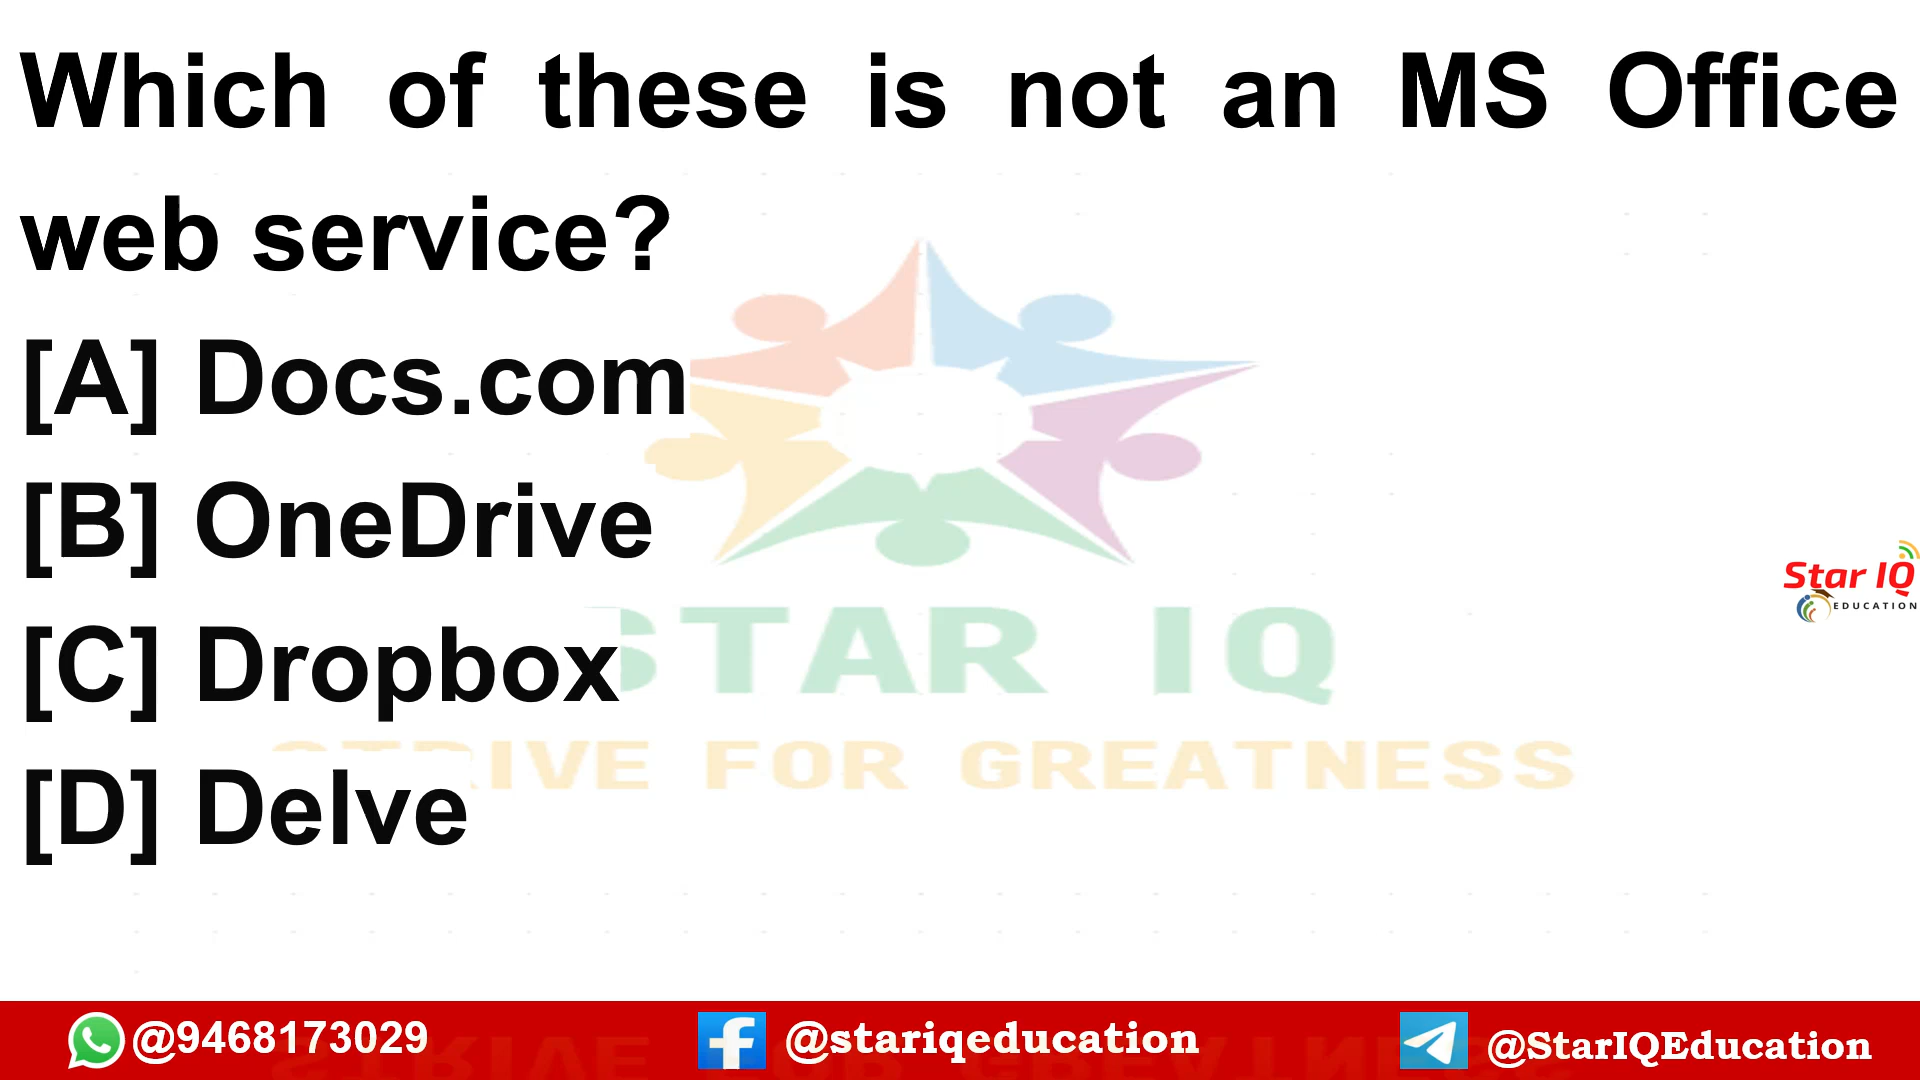 Which of these is not an MS Office
web service?
[A] Docs.com
[B] OneDrive
[C] Dropbox
[D] Delve
STAR IQ
STRIVE FOR GREATNESS
Star IQ
EDUCATION
@9468173029
@stariqeducation
@StarIQEducation